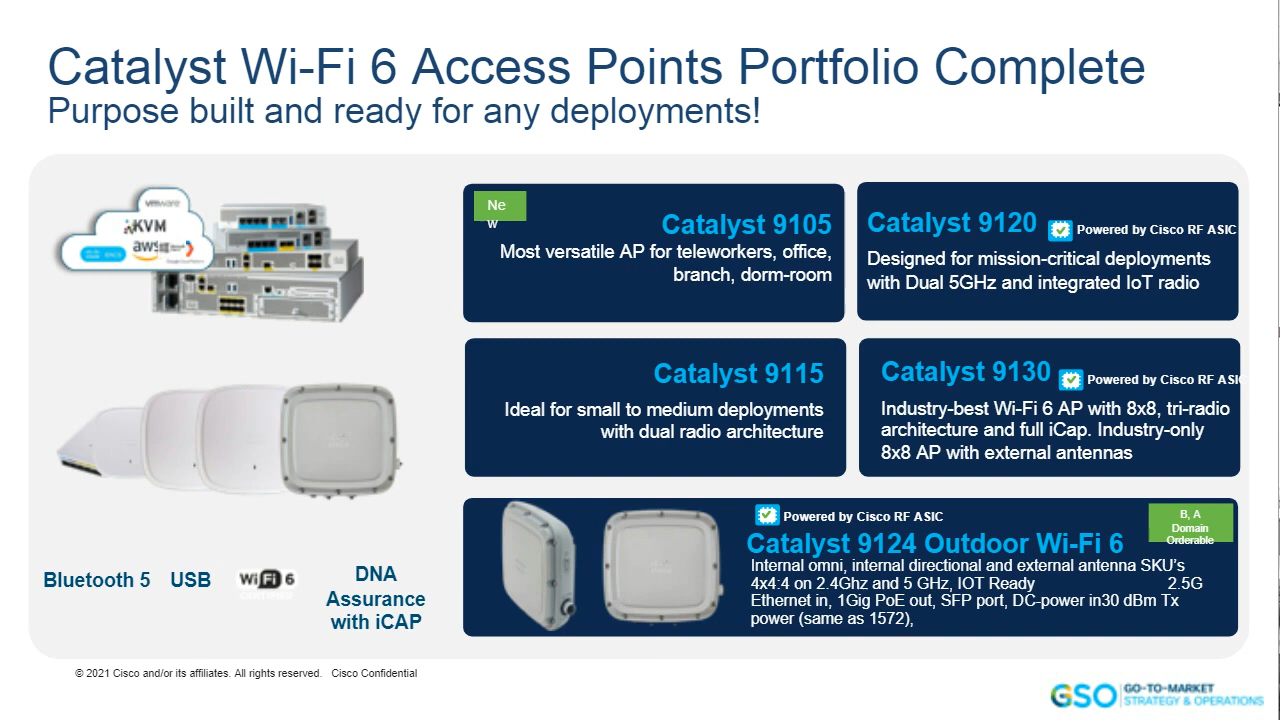 Catalyst Wi-Fi 6 Access Points Portfolio Complete
Purpose built and ready for any deployments!
vmware
KVM
aws
Ne
w
Catalyst 9105
Most versatile AP for teleworkers, office,
branch, dorm-room
Catalyst 9120
Powered by Cisco RF ASIC
Designed for mission-critical deployments
with Dual 5GHz and integrated IoT radio
Catalyst 9115
Ideal for small to medium deployments
with dual radio architecture
Catalyst 9130
Powered by Cisco RF ASI
Industry-best Wi-Fi 6 AP with 8x8, tri-radio
architecture and full iCap. Industry-only
8x8 AP with external antennas
Powered by Cisco RF ASIC
B, A
Domain
Orderable
Catalyst 9124 Outdoor Wi-Fi 6
Internal omni, internal directional and external antenna SKU's
4x4:4 on 2.4Ghz and 5 GHz, IOT Ready 2.5G
Ethernet in, 1Gig PoE out, SFP port, DC-power in30 dBm Tx
power (same as 1572),
Bluetooth 5
USB
WiFi 6
DNA
Assurance
with iCAP
© 2021 Cisco and/or its affiliates. All rights reserved. Cisco Confidential
GSO
GO-TO-MARKET
STRATEGY & OPERATIONS